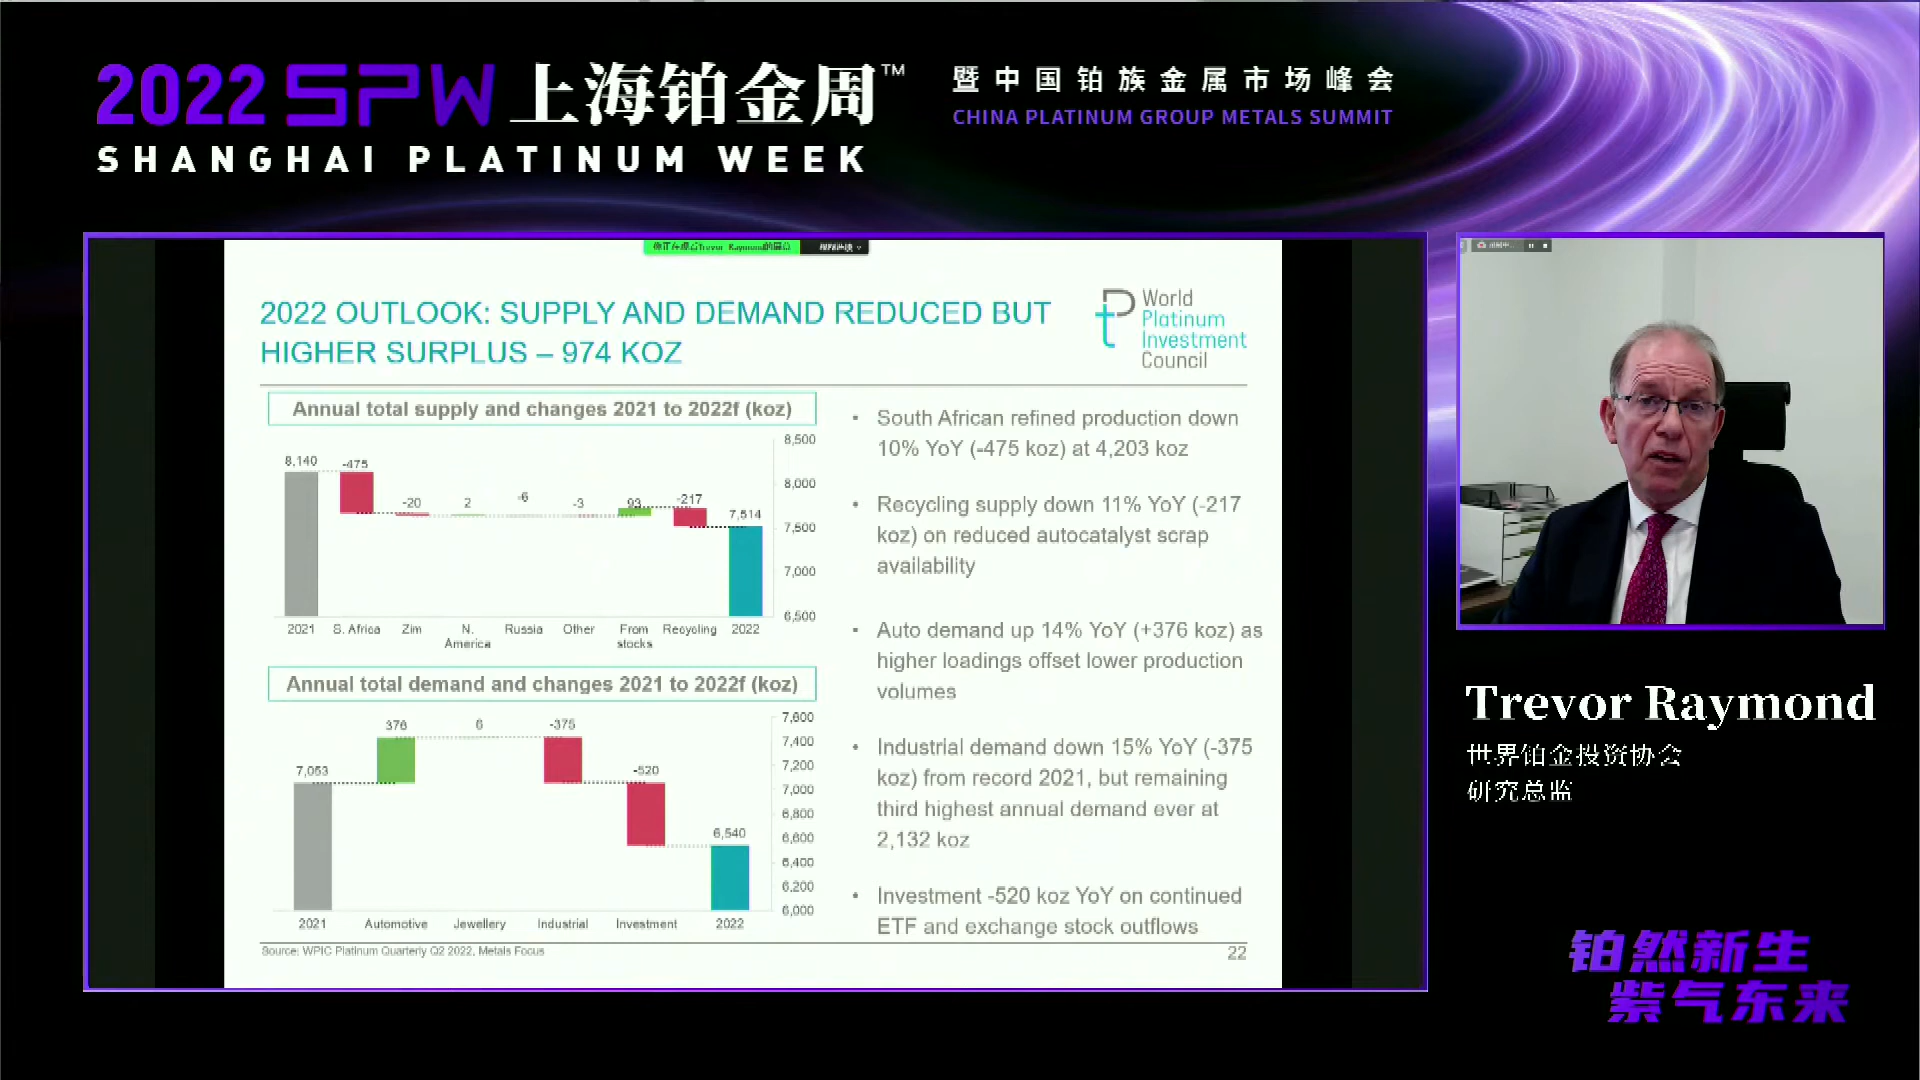 2022 SPW 上海铂金周™
SHANGHAI PLATINUM WEEK
暨中国铂族金属市场峰会
CHINA PLATINUM GROUP METALS SUMMIT
2022 OUTLOOK: SUPPLY AND DEMAND REDUCED BUT
HIGHER SURPLUS – 974 KOZ
World
Platinum
Investment
Council
Annual total supply and changes 2021 to 2022f (koz)
8,500
8,000
7,500
7,000
6,500
8,140
-475
-20
2
-6
-3
93
-217
7,514
2021
S. Africa
Zim
N.
America
Russia
Other
From
stocks
Recycling
2022
Annual total demand and changes 2021 to 2022f (koz)
7,600
7,400
7,200
7,000
6,800
6,600
6,400
6,200
6,000
7,053
376
6
-375
-520
6,540
2021
Automotive
Jewellery
Industrial
Investment
2022
• South African refined production down
10% YoY (-475 koz) at 4,203 koz
• Recycling supply down 11% YoY (-217
koz) on reduced autocatalyst scrap
availability
• Auto demand up 14% YoY (+376 koz) as
higher loadings offset lower production
volumes
• Industrial demand down 15% YoY (-375
koz) from record 2021, but remaining
third highest annual demand ever at
2,132 koz
• Investment -520 koz YoY on continued
ETF and exchange stock outflows
Source: WPIC Platinum Quarterly Q2 2022, Metals Focus
22
Trevor Raymond
世界铂金投资协会
研究总监
铂然新生
紫气东来